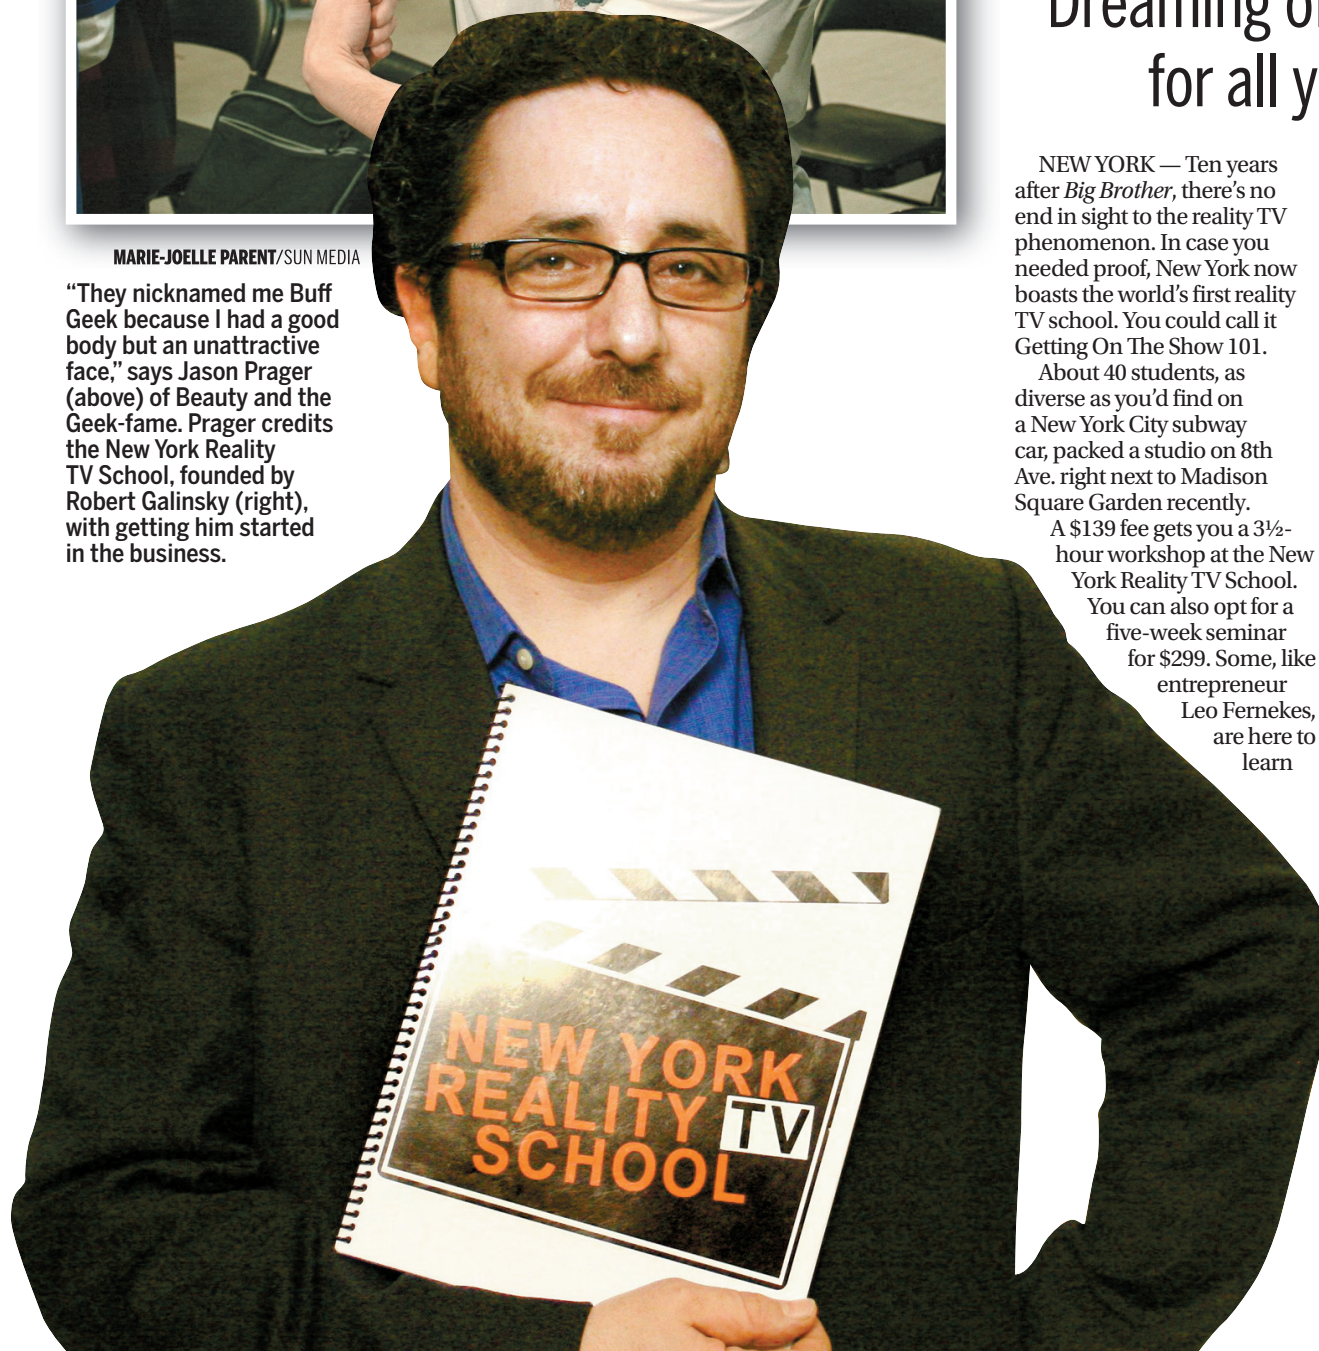 Dreaming
for all y
MARIE-JOELLE PARENT/SUN MEDIA
“They nicknamed me Buff
Geek because I had a good
body but an unattractive
face,” says Jason Prager
(above) of Beauty and the
Geek-fame. Prager credits
the New York Reality
TV School, founded by
Robert Galinsky (right),
with getting him started
in the business.
NEW YORK — Ten years
after Big Brother, there’s no
end in sight to the reality TV
phenomenon. In case you
needed proof, New York now
boasts the world’s first reality
TV school. You could call it
Getting On The Show 101.
About 40 students, as
diverse as you’d find on
a New York City subway
car, packed a studio on 8th
Ave. right next to Madison
Square Garden recently.
A $139 fee gets you a 3½-
hour workshop at the New
York Reality TV School.
You can also opt for a
five-week seminar
for $299. Some, like
entrepreneur
Leo Fernekes,
are here to
learn
NEW YORK
REALITY TV
SCHOOL